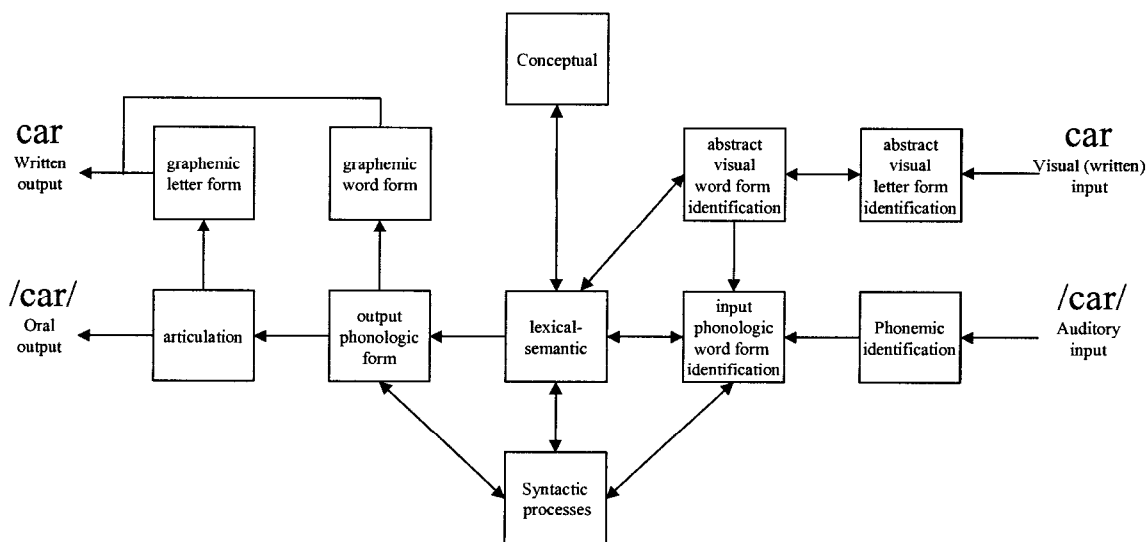 Conceptual
car
Written
output
graphemic
letter form
graphemic
word form
abstract
visual
word form
identification
abstract
visual
letter form
identification
car
Visual (written)
input
/car/
Oral
output
articulation
output
phonologic
form
lexical-
semantic
input
phonologic
word form
identification
Phonemic
identification
/car/
Auditory
input
Syntactic
processes